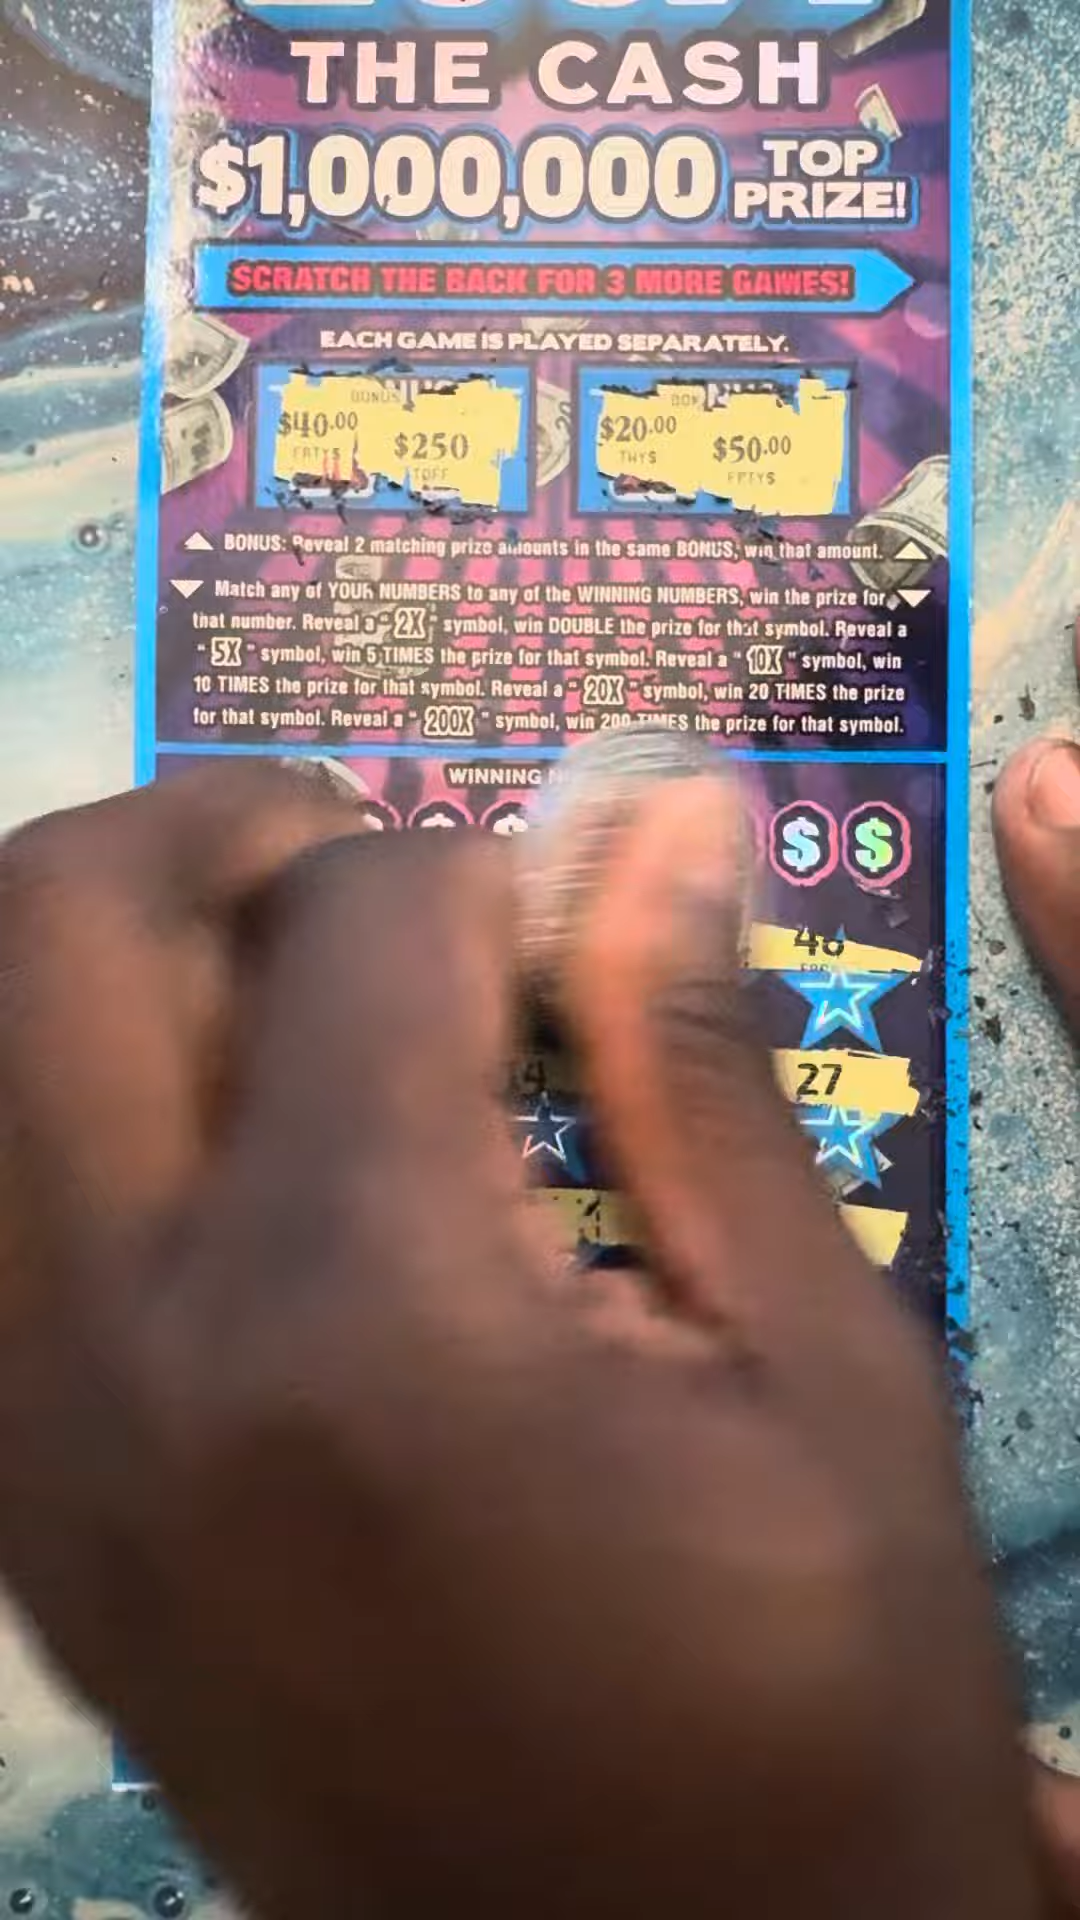 THE CASH
$1,000,000 TOP PRIZE!
SCRATCH THE BACK FOR 3 MORE GAMES!
EACH GAME IS PLAYED SEPARATELY.
BONUS
$40.00 $250
FRTY$
$20.00 $50.00
TWY$ FFTY$
BONUS: Reveal 2 matching prize amounts in the same BONUS, win that amount.
Match any of YOUR NUMBERS to any of the WINNING NUMBERS, win the prize for
that number. Reveal a "2X" symbol, win DOUBLE the prize for that symbol. Reveal a
"5X" symbol, win 5 TIMES the prize for that symbol. Reveal a "10X" symbol, win
10 TIMES the prize for that symbol. Reveal a "20X" symbol, win 20 TIMES the prize
for that symbol. Reveal a "200X" symbol, win 200 TIMES the prize for that symbol.
WINNING
$ $
27